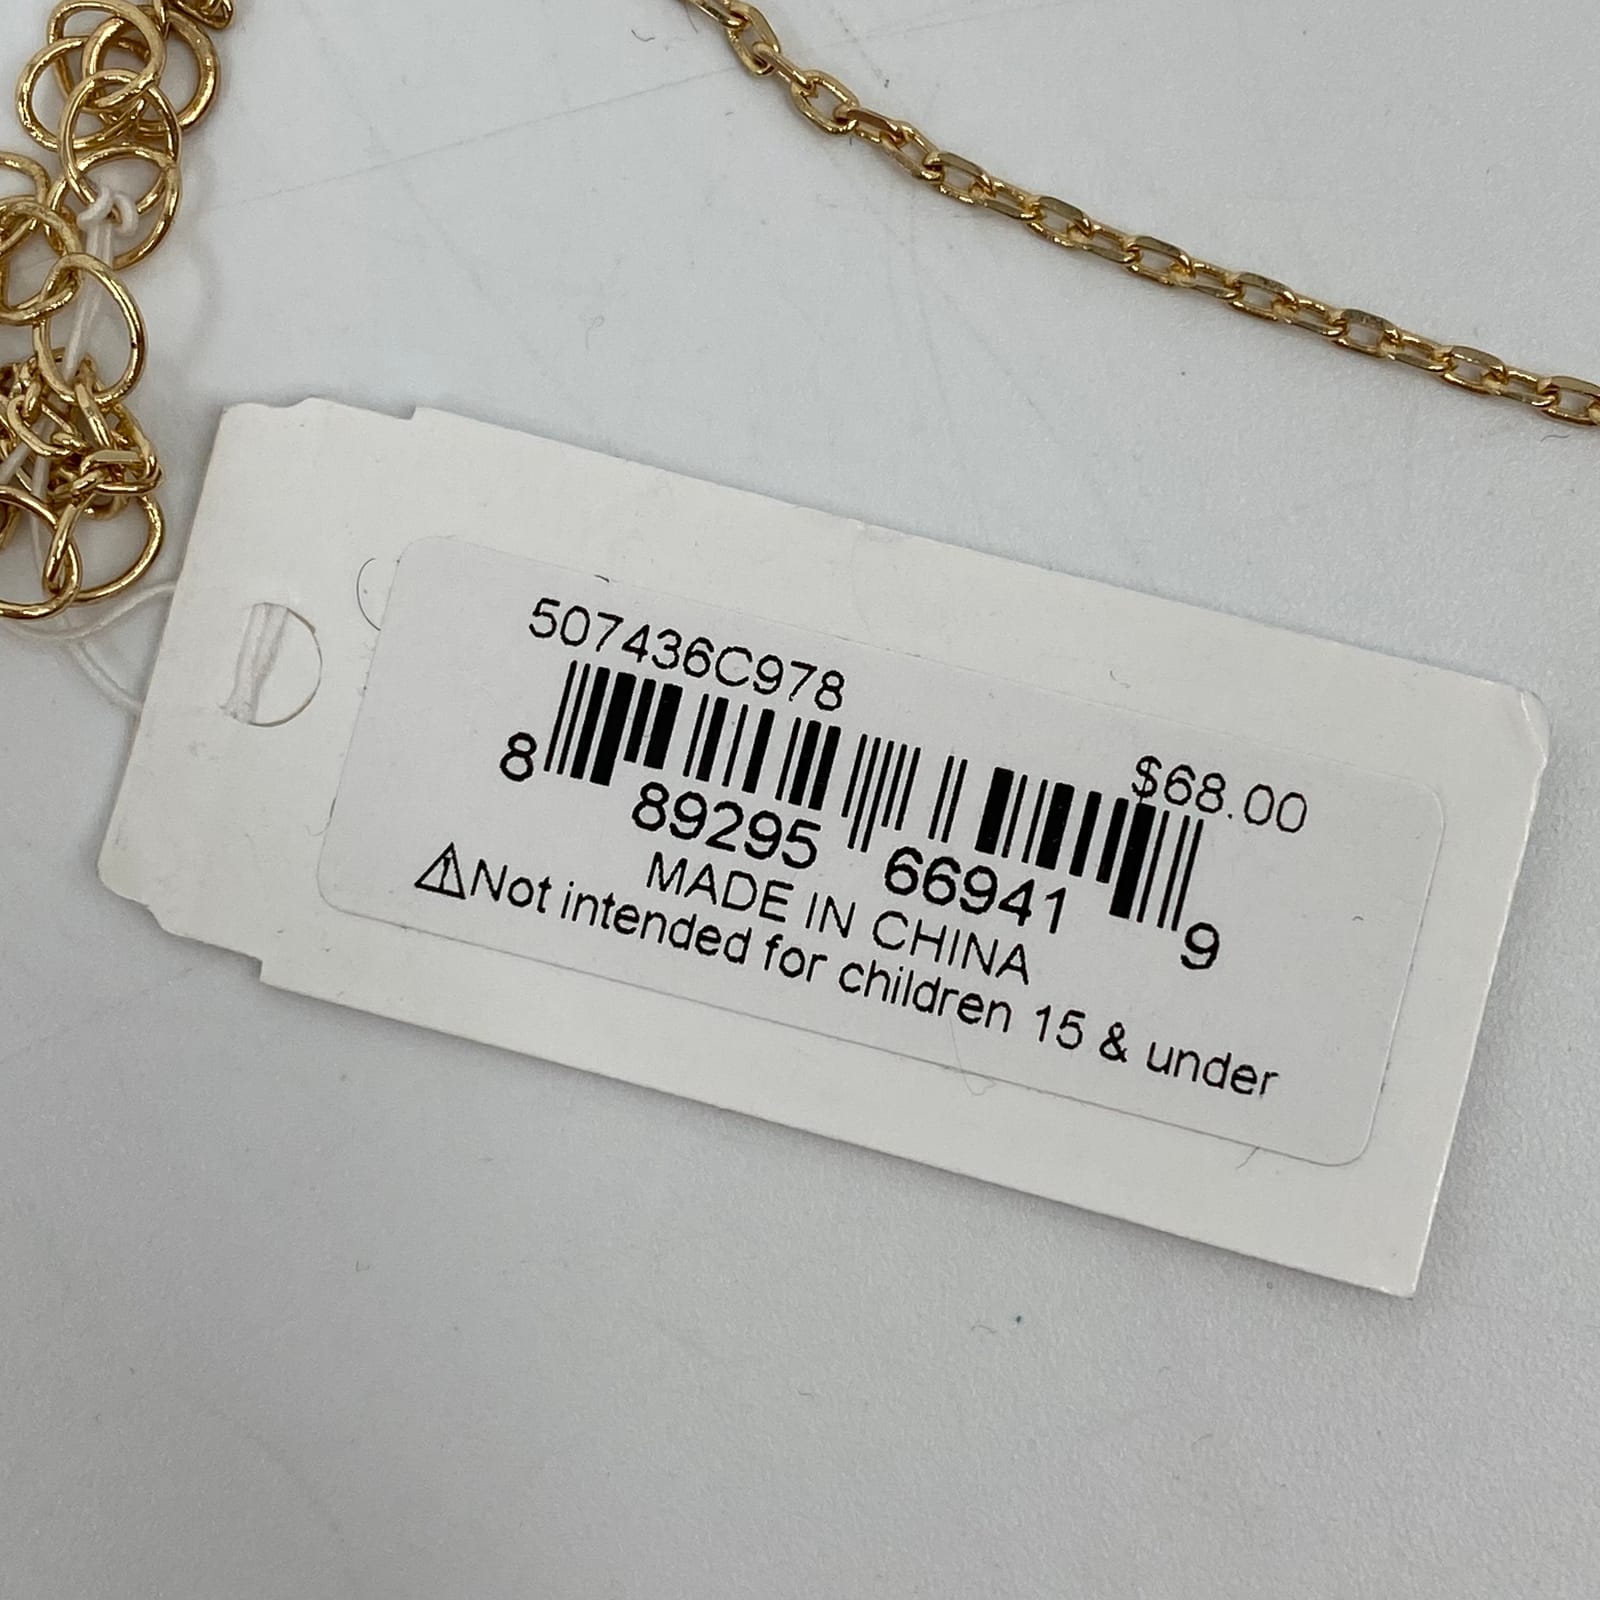 507436C978
$68.00
8 89295 66941 9
MADE IN CHINA
⚠Not intended for children 15 & under